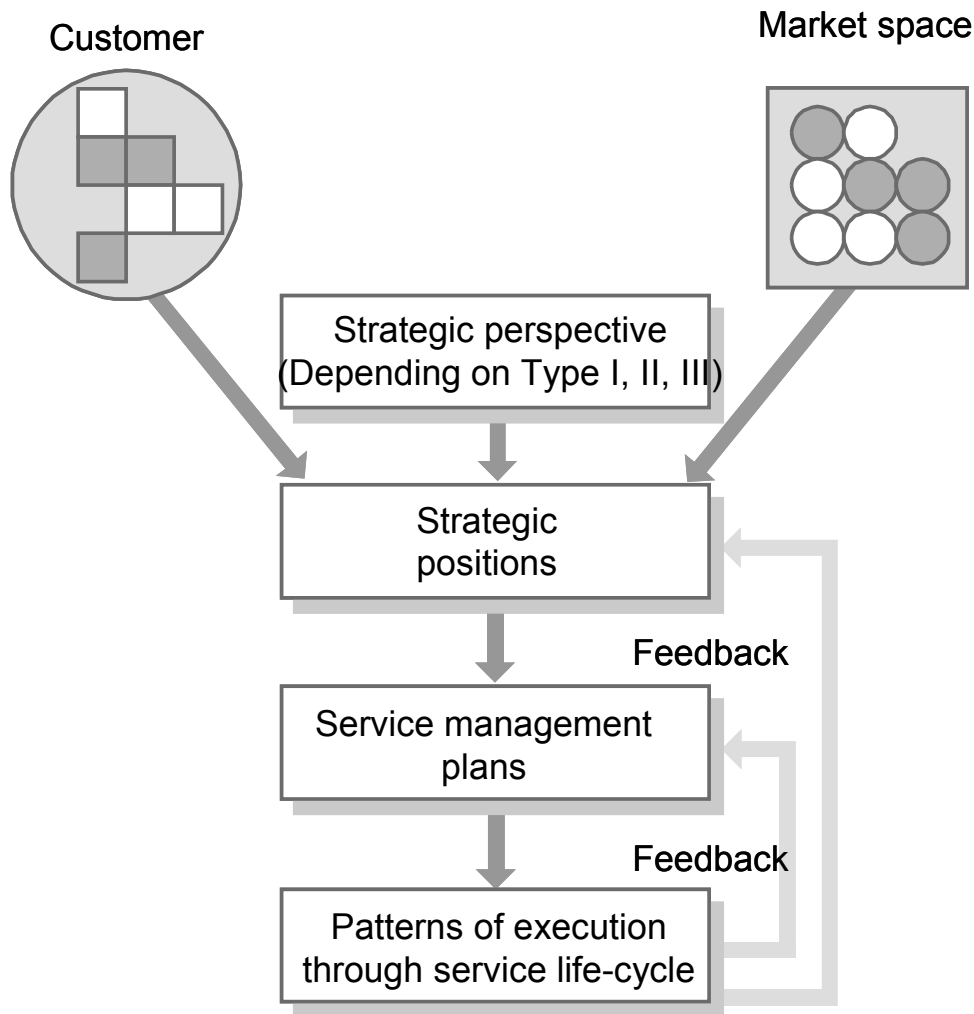 Customer
Market space
Strategic perspective
(Depending on Type I, II, III)
Strategic
positions
Feedback
Service management
plans
Feedback
Patterns of execution
through service life-cycle